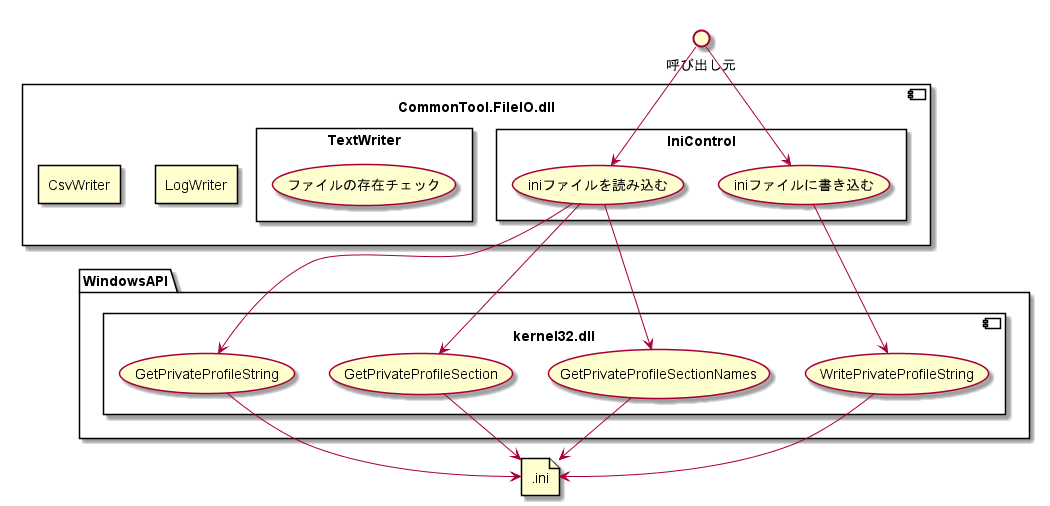 呼び出し元
CommonTool.FileIO.dll
TextWriter
IniControl
CsvWriter
LogWriter
ファイルの存在チェック
iniファイルを読み込む
iniファイルに書き込む
WindowsAPI
kernel32.dll
GetPrivateProfileString
GetPrivateProfileSection
GetPrivateProfileSectionNames
WritePrivateProfileString
.ini